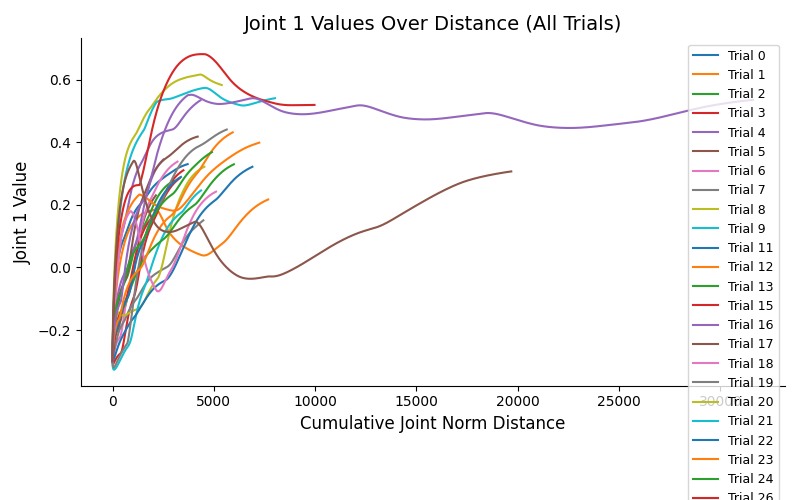 Joint 1 Values Over Distance (All Trials)
Joint 1 Value
0.6
0.4
0.2
0.0
−0.2
0
5000
10000
15000
20000
25000
30000
Cumulative Joint Norm Distance
Trial 0
Trial 1
Trial 2
Trial 3
Trial 4
Trial 5
Trial 6
Trial 7
Trial 8
Trial 9
Trial 11
Trial 12
Trial 13
Trial 15
Trial 16
Trial 17
Trial 18
Trial 19
Trial 20
Trial 21
Trial 22
Trial 23
Trial 24
Trial 26